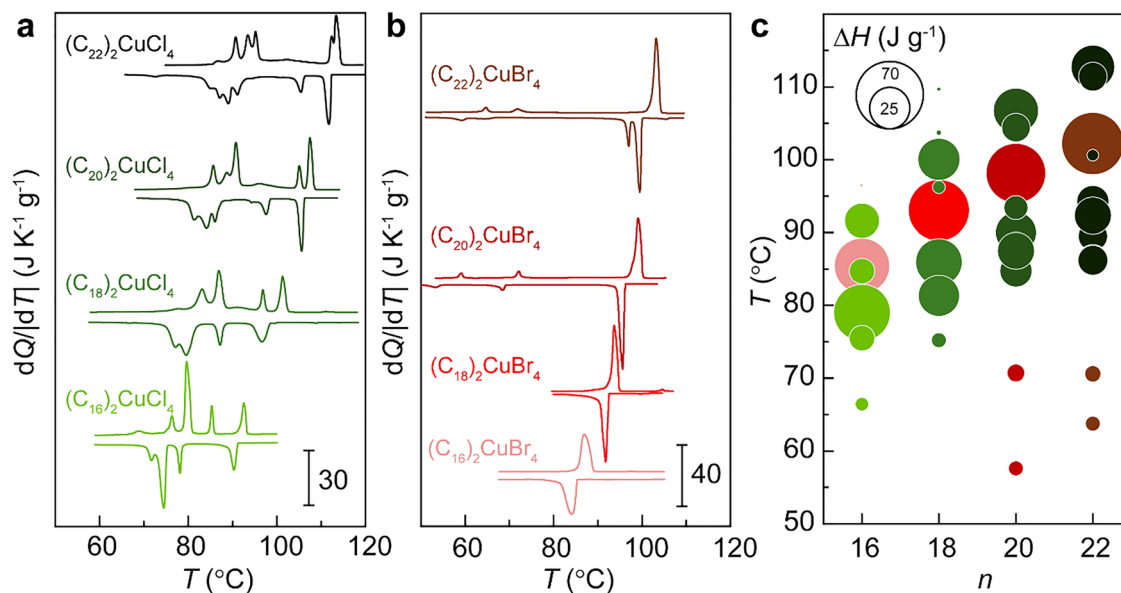 a
(C₂₂)₂CuCl₄
(C₂₀)₂CuCl₄
(C₁₈)₂CuCl₄
(C₁₆)₂CuCl₄
30
dQ/|dT| (J K⁻¹ g⁻¹)
60 80 100 120
T (°C)
b
(C₂₂)₂CuBr₄
(C₂₀)₂CuBr₄
(C₁₈)₂CuBr₄
(C₁₆)₂CuBr₄
40
dQ/|dT| (J K⁻¹ g⁻¹)
60 80 100 120
T (°C)
c
ΔH (J g⁻¹)
70
25
110
100
90
80
70
60
50
T (°C)
16 18 20 22
n